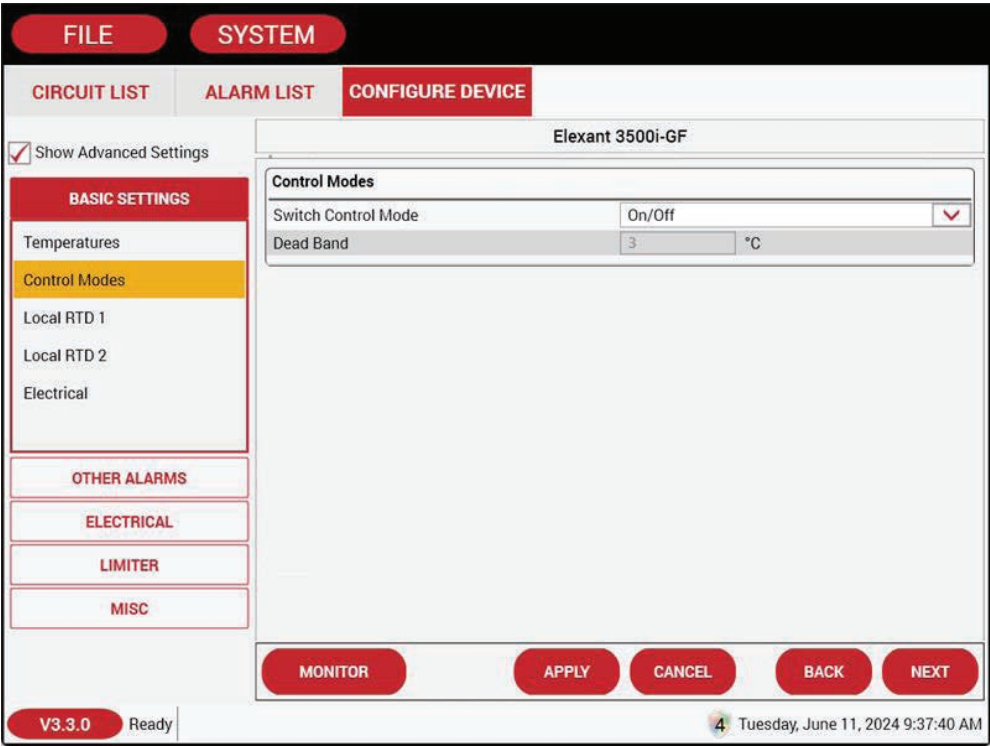 FILE SYSTEM
CIRCUIT LIST ALARM LIST CONFIGURE DEVICE
Show Advanced Settings
Elexant 3500i-GF
BASIC SETTINGS
Temperatures
Control Modes
Local RTD 1
Local RTD 2
Electrical
OTHER ALARMS
ELECTRICAL
LIMITER
MISC
Control Modes
Switch Control Mode On/Off
Dead Band 3 °C
MONITOR APPLY CANCEL BACK NEXT
V3.3.0 Ready 4 Tuesday, June 11, 2024 9:37:40 AM